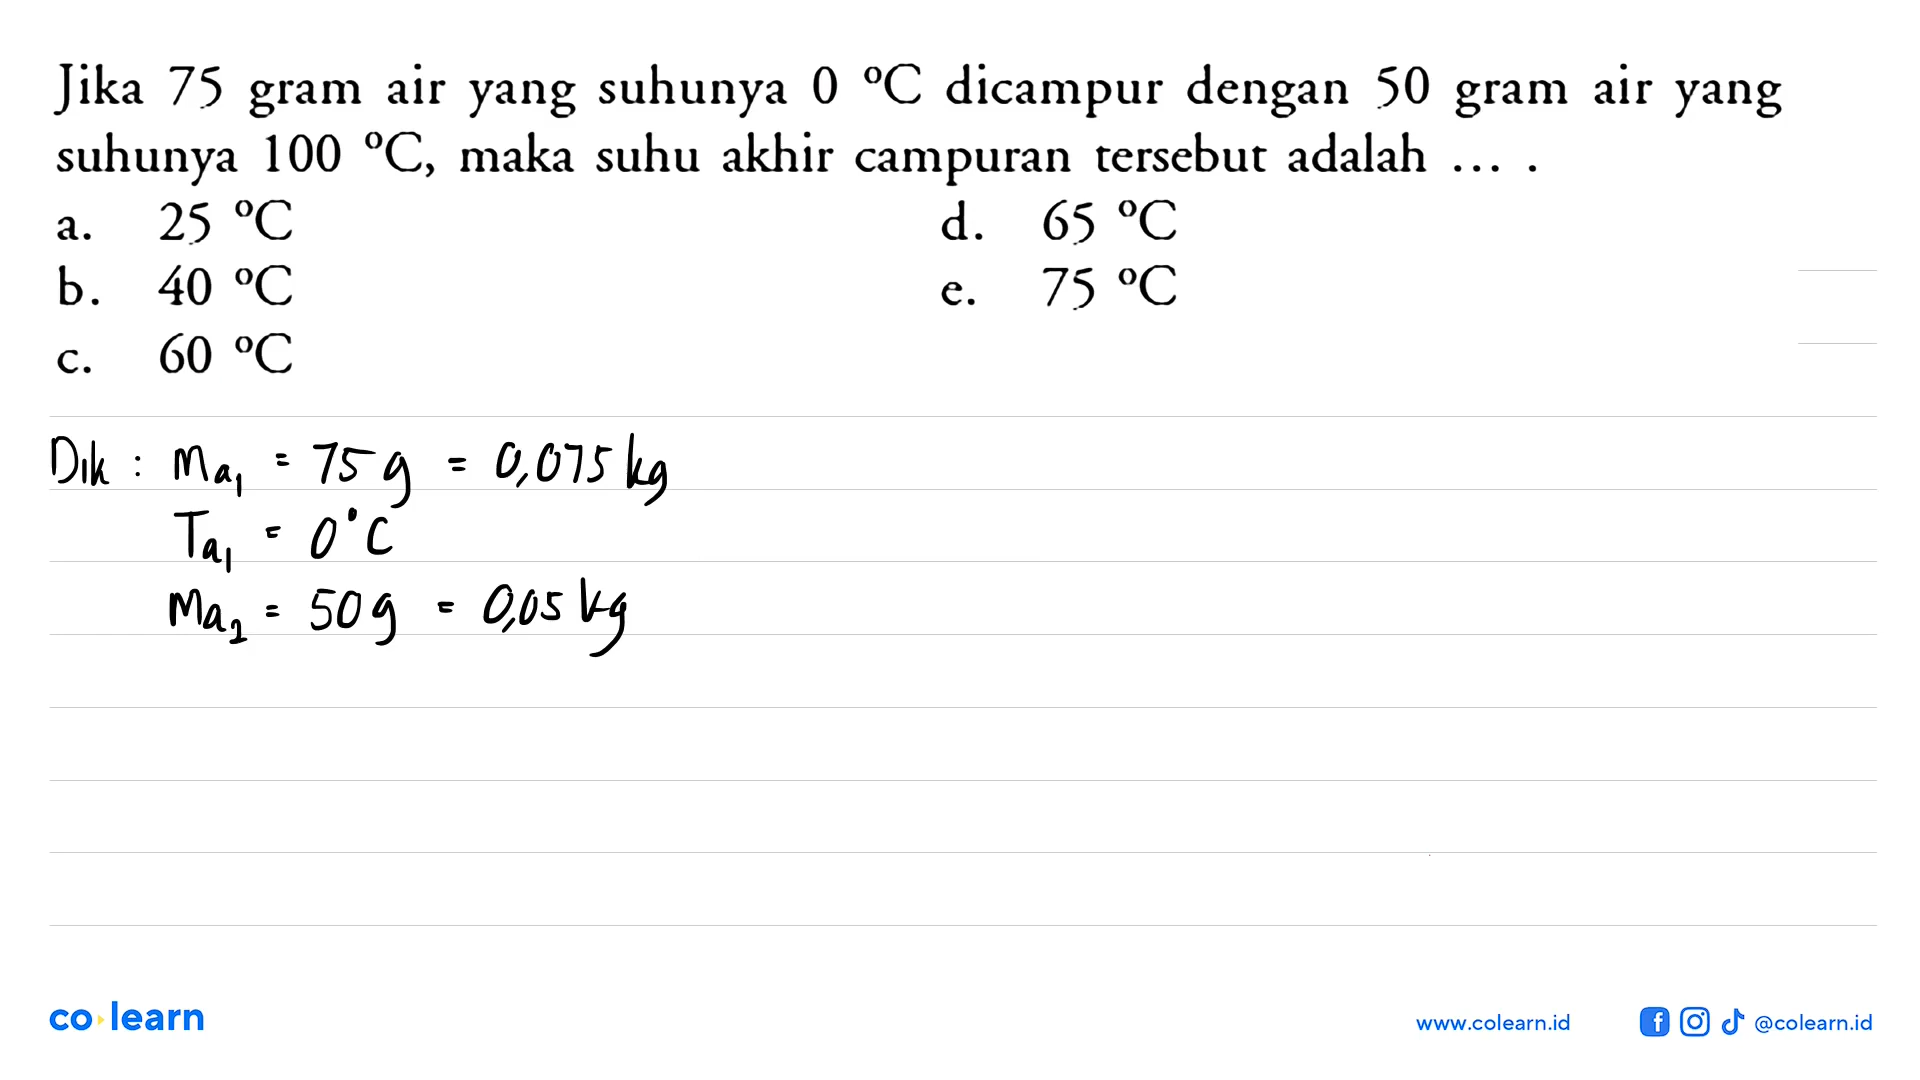 Jika 75 gram air yang suhunya 0 °C dicampur dengan 50 gram air yang
suhunya 100 °C, maka suhu akhir campuran tersebut adalah ... .
a. 25 °C
b. 40 °C
c. 60 °C
d. 65 °C
e. 75 °C
Dik : Ma₁ = 75 g = 0,075 kg
Ta₁ = 0°C
Ma₂ = 50 g = 0,05 kg
co learn
www.colearn.id
@colearn.id